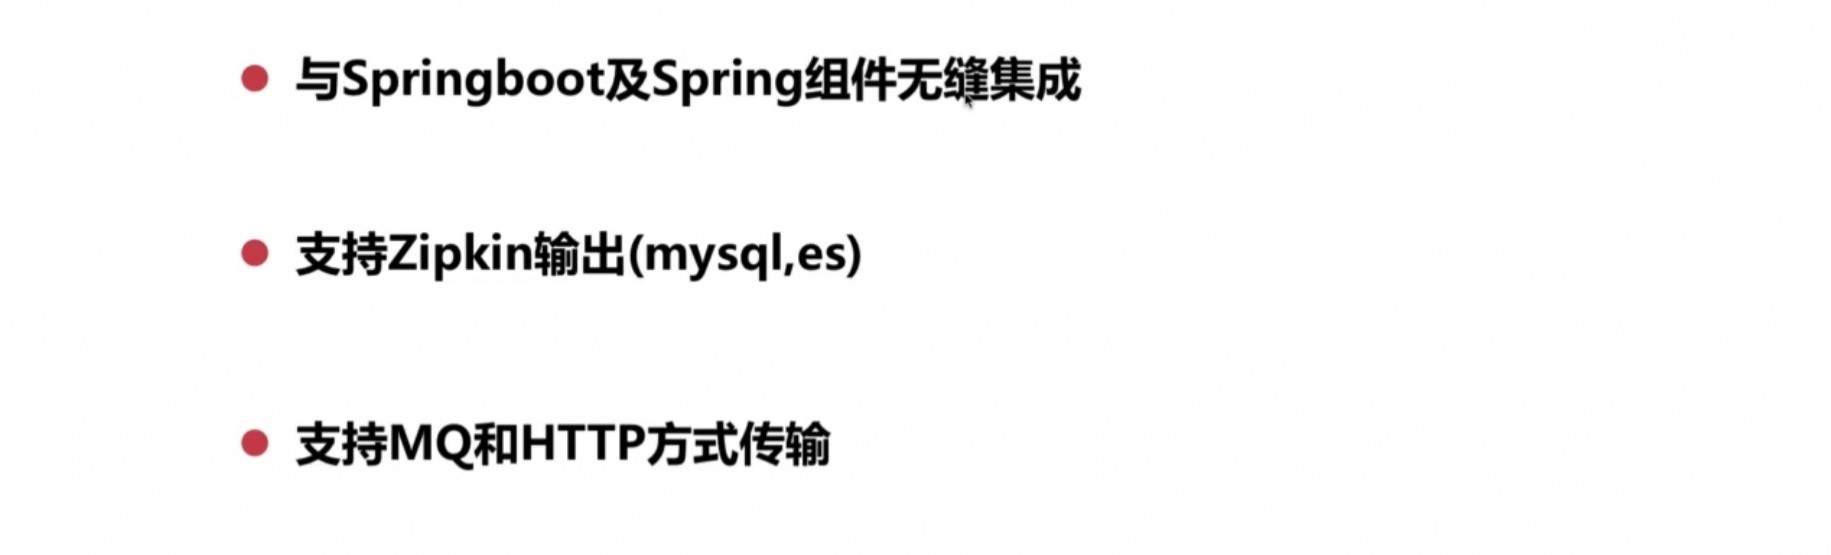 与Springboot及Spring组件无缝集成
支持Zipkin输出(mysql,es)
支持MQ和HTTP方式传输